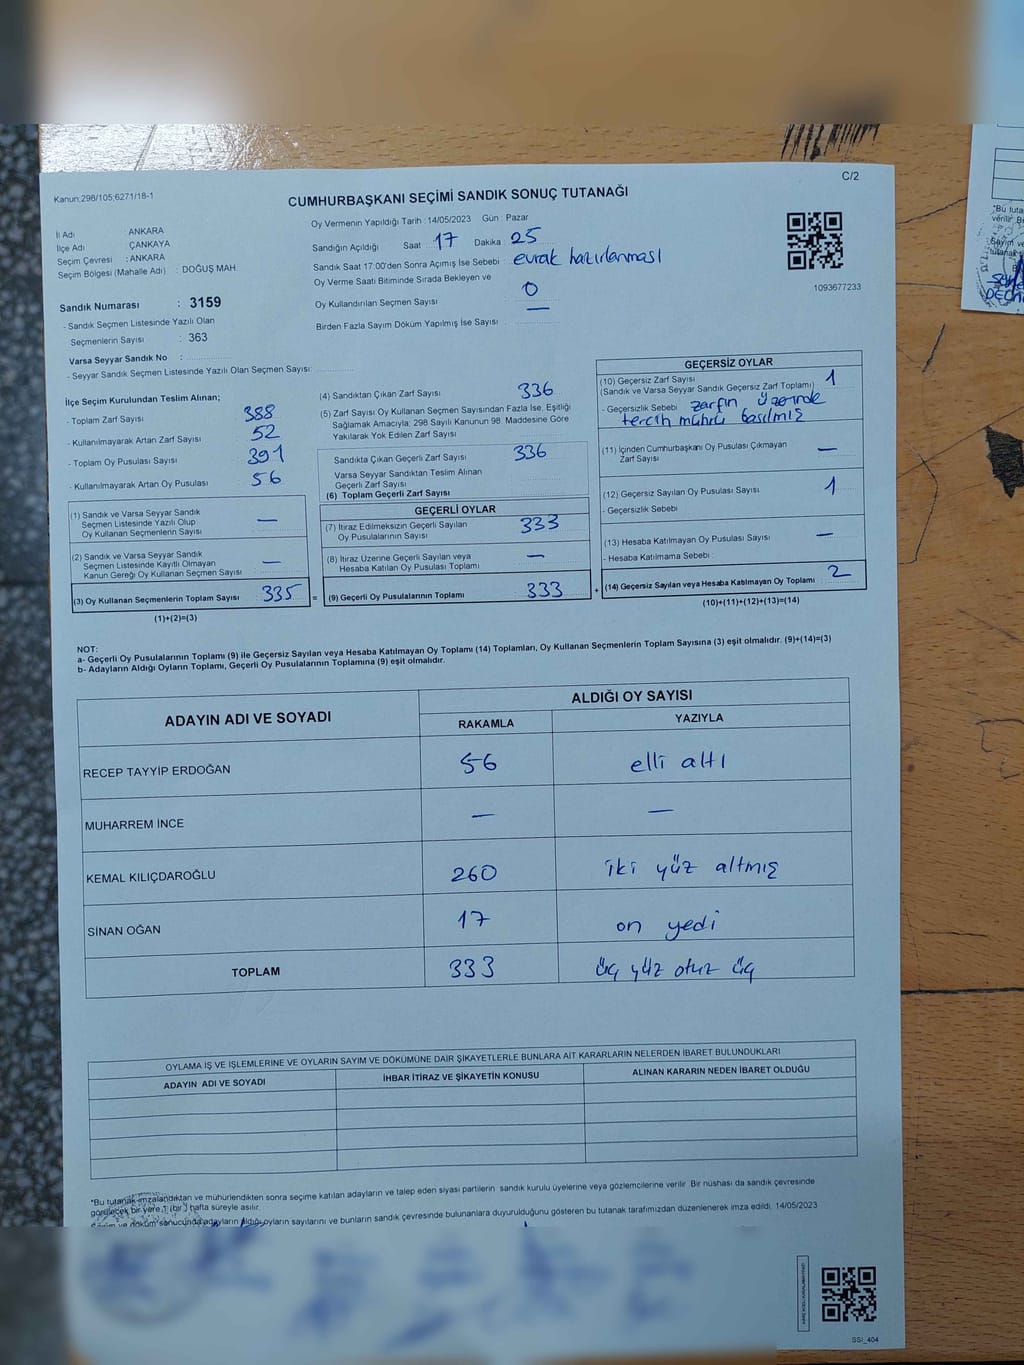 C/2
Kanun:298/105;6271/18-1
CUMHURBAŞKANI SEÇİMİ SANDIK SONUÇ TUTANAĞI
İl Adı ANKARA
İlçe Adı ÇANKAYA
Seçim Çevresi : ANKARA
Seçim Bölgesi (Mahalle Adı) : DOĞUŞ MAH.
Sandık Numarası : 3159
- Sandık Seçmen Listesinde Yazılı Olan
Seçmenlerin Sayısı : 363
Varsa Seyyar Sandık No :
- Seyyar Sandık Seçmen Listesinde Yazılı Olan Seçmen Sayısı:
Oy Vermenin Yapıldığı Tarih : 14/05/2023 Gün : Pazar
Sandığın Açıldığı Saat 17 Dakika 25
Sandık Saat 17:00'den Sonra Açımış İse Sebebi evrak hazırlanması
Oy Verme Saati Bitiminde Sırada Bekleyen ve
Oy Kullandırılan Seçmen Sayısı 0
Birden Fazla Sayım Döküm Yapılmış İse Sayısı : —
1093677233
İlçe Seçim Kurulundan Teslim Alınan;
- Toplam Zarf Sayısı 388
- Kullanılmayarak Artan Zarf Sayısı 52
- Toplam Oy Pusulası Sayısı 391
- Kullanılmayarak Artan Oy Pusulası 56
(1) Sandık ve Varsa Seyyar Sandık
Seçmen Listesinde Yazılı Olup
Oy Kullanan Seçmenlerin Sayısı —
(2) Sandık ve Varsa Seyyar Sandık
Seçmen Listesinde Kayıtlı Olmayan
Kanun Gereği Oy Kullanan Seçmen Sayısı —
(3) Oy Kullanan Seçmenlerin Toplam Sayısı 335 =
(1)+(2)=(3)
(4) Sandıktan Çıkan Zarf Sayısı 336
(5) Zarf Sayısı Oy Kullanan Seçmen Sayısından Fazla İse, Eşitliği
Sağlamak Amacıyla; 298 Sayılı Kanunun 98. Maddesine Göre
Yakılarak Yok Edilen Zarf Sayısı
Sandıkta Çıkan Geçerli Zarf Sayısı 336
Varsa Seyyar Sandıktan Teslim Alınan
Geçerli Zarf Sayısı
(6) Toplam Geçerli Zarf Sayısı
GEÇERLİ OYLAR
(7) İtiraz Edilmeksizin Geçerli Sayılan
Oy Pusulalarının Sayısı 333
(8) İtiraz Üzerine Geçerli Sayılan veya
Hesaba Katılan Oy Pusulası Toplamı —
(9) Geçerli Oy Pusulalarının Toplamı 333 +
GEÇERSİZ OYLAR
(10) Geçersiz Zarf Sayısı
(Sandık ve Varsa Seyyar Sandık Geçersiz Zarf Toplamı) 1
- Geçersizlik Sebebi zarfın üzerinde
tercih mührü basılmış
(11) İçinden Cumhurbaşkanı Oy Pusulası Çıkmayan
Zarf Sayısı —
(12) Geçersiz Sayılan Oy Pusulası Sayısı 1
- Geçersizlik Sebebi
(13) Hesaba Katılmayan Oy Pusulası Sayısı —
- Hesaba Katılmama Sebebi :
(14) Geçersiz Sayılan veya Hesaba Katılmayan Oy Toplamı 2
(10)+(11)+(12)+(13)=(14)
NOT:
a- Geçerli Oy Pusulalarının Toplamı (9) ile Geçersiz Sayılan veya Hesaba Katılmayan Oy Toplamı (14) Toplamları, Oy Kullanan Seçmenlerin Toplam Sayısına (3) eşit olmalıdır. (9)+(14)=(3)
b- Adayların Aldığı Oyların Toplamı, Geçerli Oy Pusulalarının Toplamına (9) eşit olmalıdır.
ADAYIN ADI VE SOYADI
ALDIĞI OY SAYISI
RAKAMLA YAZIYLA
RECEP TAYYİP ERDOĞAN 56 elli altı
MUHARREM İNCE — —
KEMAL KILIÇDAROĞLU 260 iki yüz altmış
SİNAN OĞAN 17 on yedi
TOPLAM 333 üç yüz otuz üç
OYLAMA İŞ VE İŞLEMLERİNE VE OYLARIN SAYIM VE DÖKÜMÜNE DAİR ŞİKAYETLERLE BUNLARA AİT KARARLARIN NELERDEN İBARET BULUNDUKLARI
ADAYIN ADI VE SOYADI İHBAR İTİRAZ VE ŞİKAYETİN KONUSU ALINAN KARARIN NEDEN İBARET OLDUĞU
*Bu tutanak imzalandıktan ve mühürlendikten sonra seçime katılan adayların ve talep eden siyasi partilerin sandık kurulu üyelerine veya gözlemcilerine verilir. Bir nüshası da sandık çevresinde
görülecek bir yere 1 (bir) hafta süreyle asılır.
Sayım ve döküm sonucunda adayların aldığı oyların sayılarını ve bunların sandık çevresinde bulunanlara duyurulduğunu gösteren bu tutanak tarafımızdan düzenlenerek imza edildi. 14/05/2023
SSİ_404